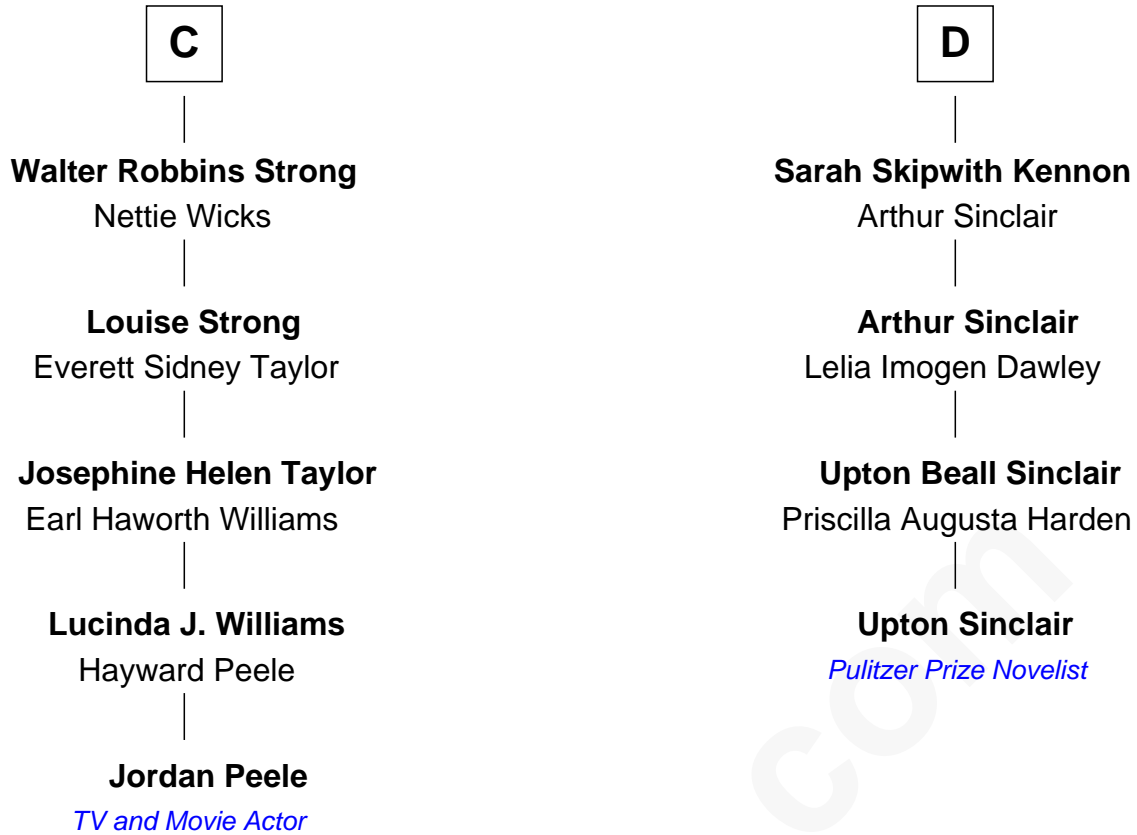 C
Walter Robbins Strong
Nettie Wicks
Louise Strong
Everett Sidney Taylor
Josephine Helen Taylor
Earl Haworth Williams
Lucinda J. Williams
Hayward Peele
Jordan Peele
TV and Movie Actor
D
Sarah Skipwith Kennon
Arthur Sinclair
Arthur Sinclair
Lelia Imogen Dawley
Upton Beall Sinclair
Priscilla Augusta Harden
Upton Sinclair
Pulitzer Prize Novelist
com